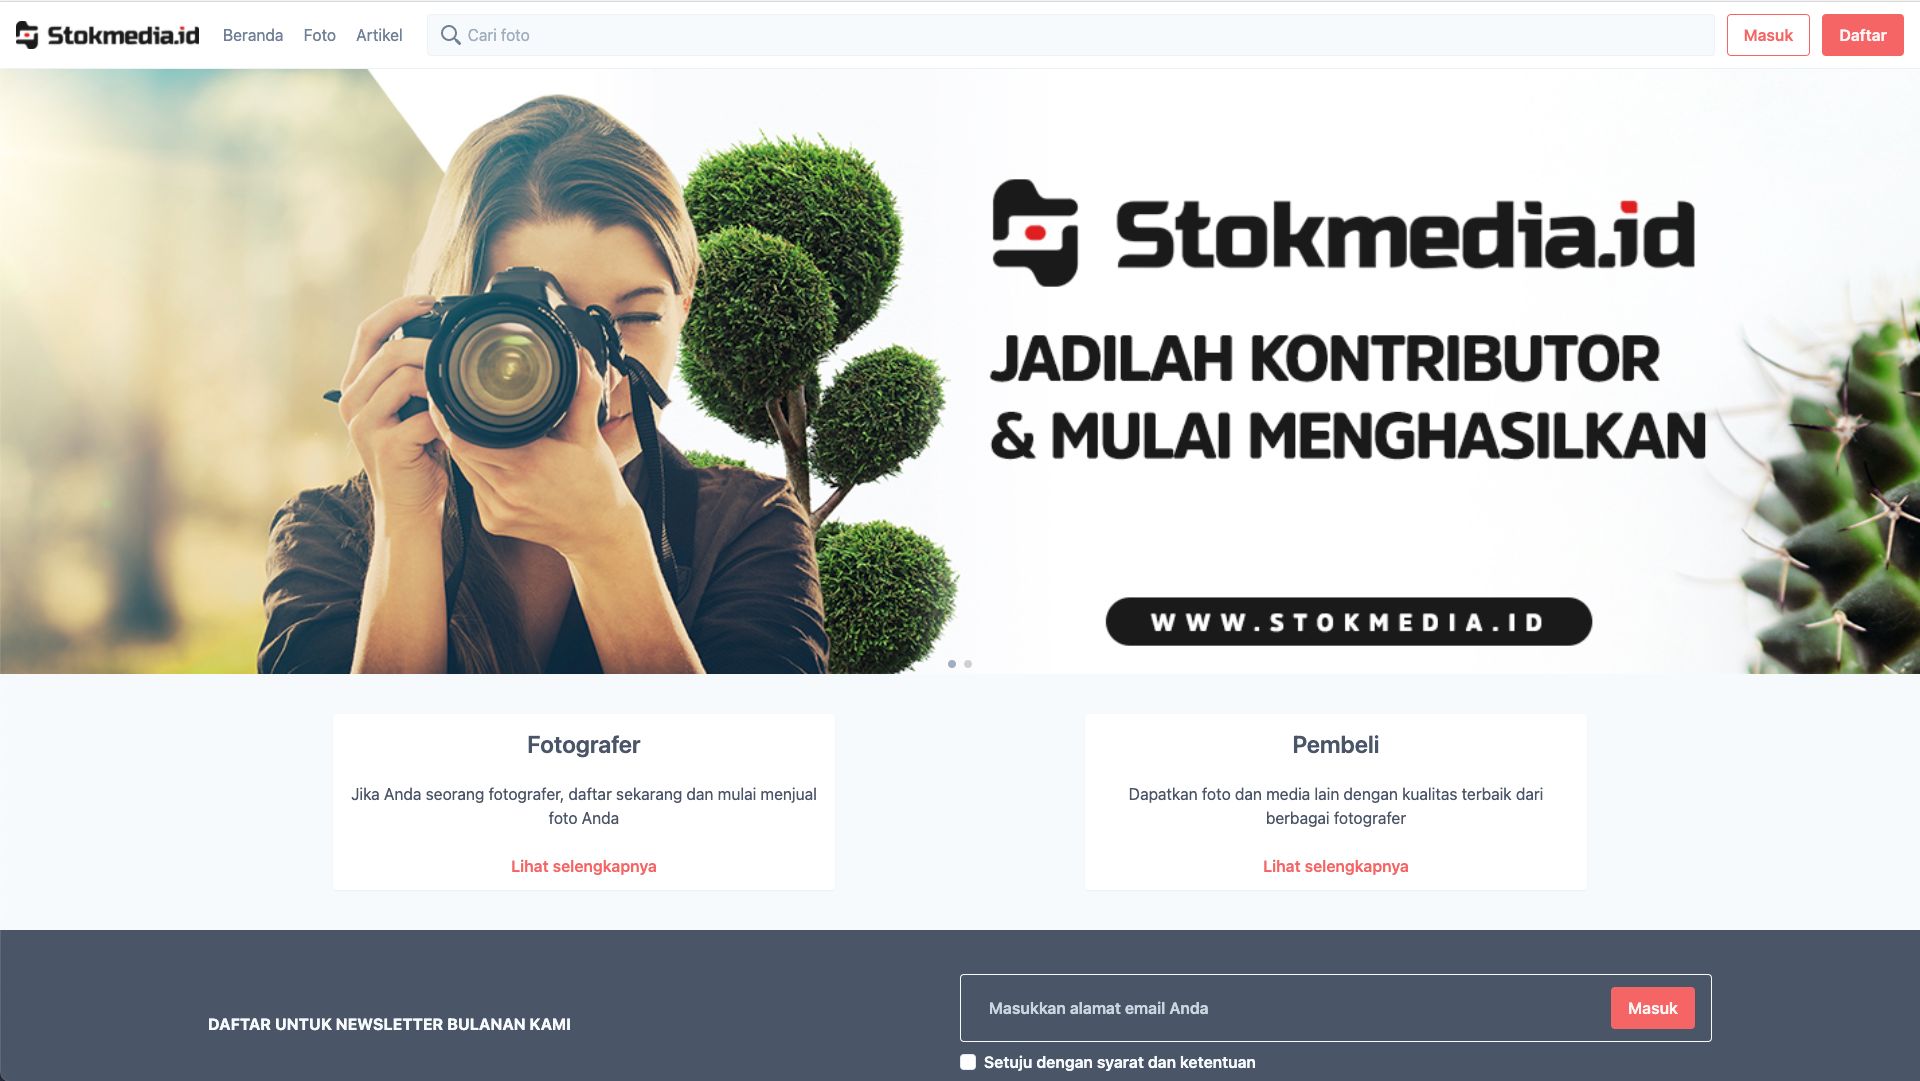 Stokmedia.id
Beranda Foto Artikel
Cari foto
Masuk
Daftar
Stokmedia.id
JADILAH KONTRIBUTOR
& MULAI MENGHASILKAN
WWW.STOKMEDIA.ID
Fotografer
Jika Anda seorang fotografer, daftar sekarang dan mulai menjual
foto Anda
Lihat selengkapnya
Pembeli
Dapatkan foto dan media lain dengan kualitas terbaik dari
berbagai fotografer
Lihat selengkapnya
DAFTAR UNTUK NEWSLETTER BULANAN KAMI
Masukkan alamat email Anda
Masuk
Setuju dengan syarat dan ketentuan